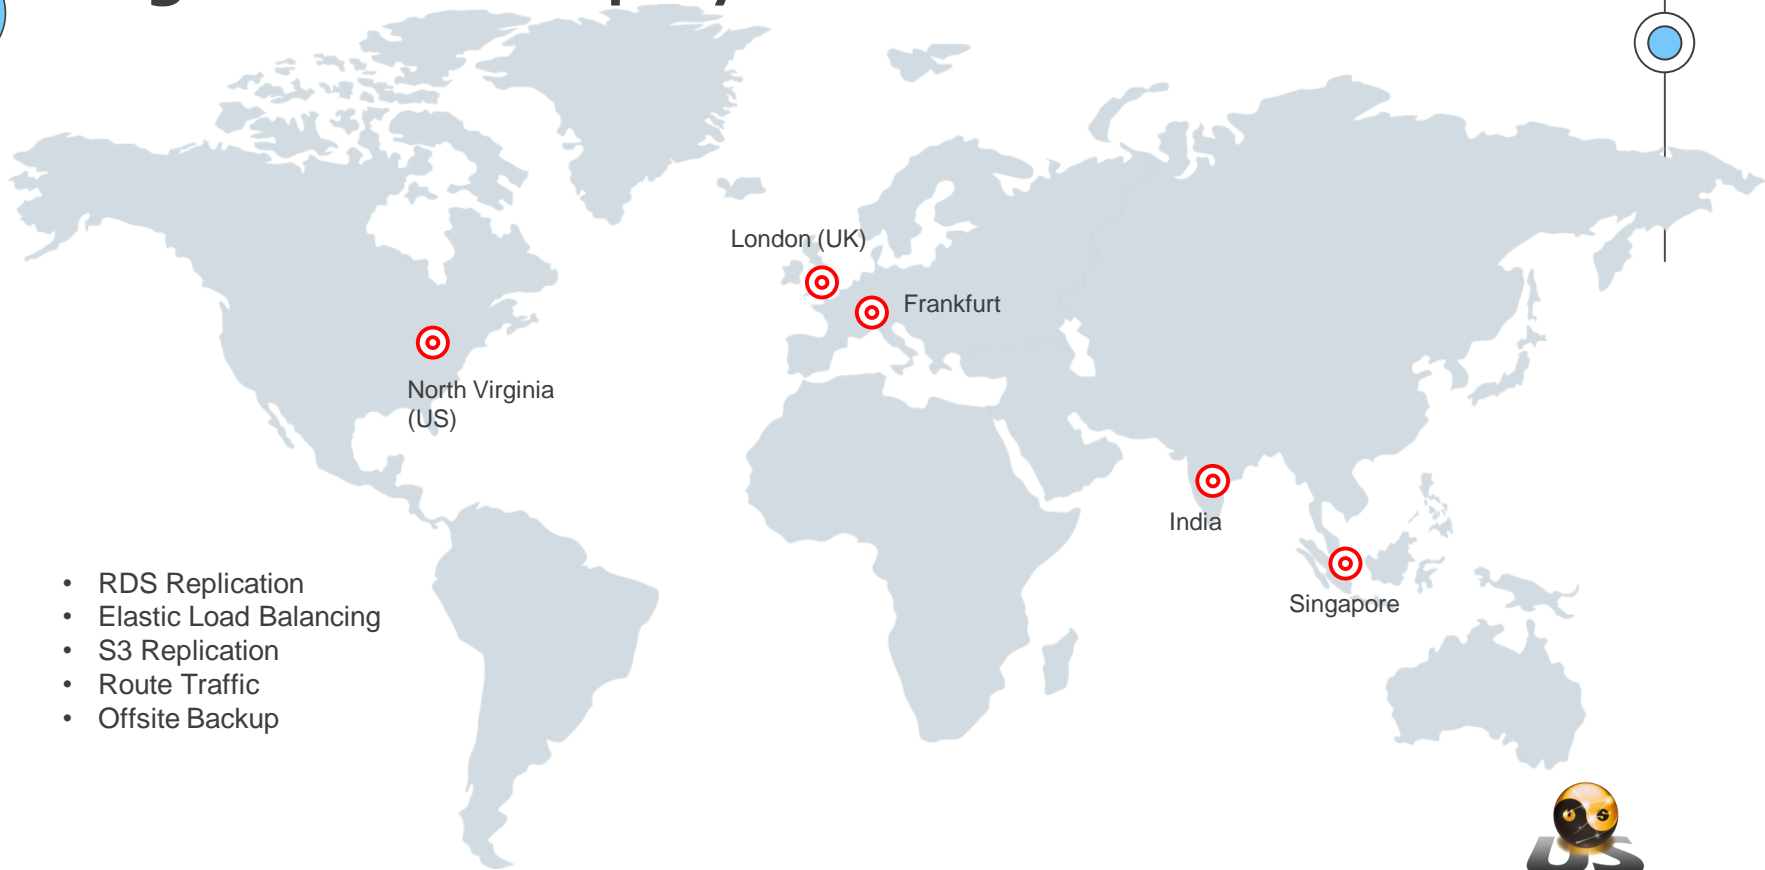 London (UK)
Frankfurt
North Virginia
(US)
India
Singapore
• RDS Replication
• Elastic Load Balancing
• S3 Replication
• Route Traffic
• Offsite Backup
US